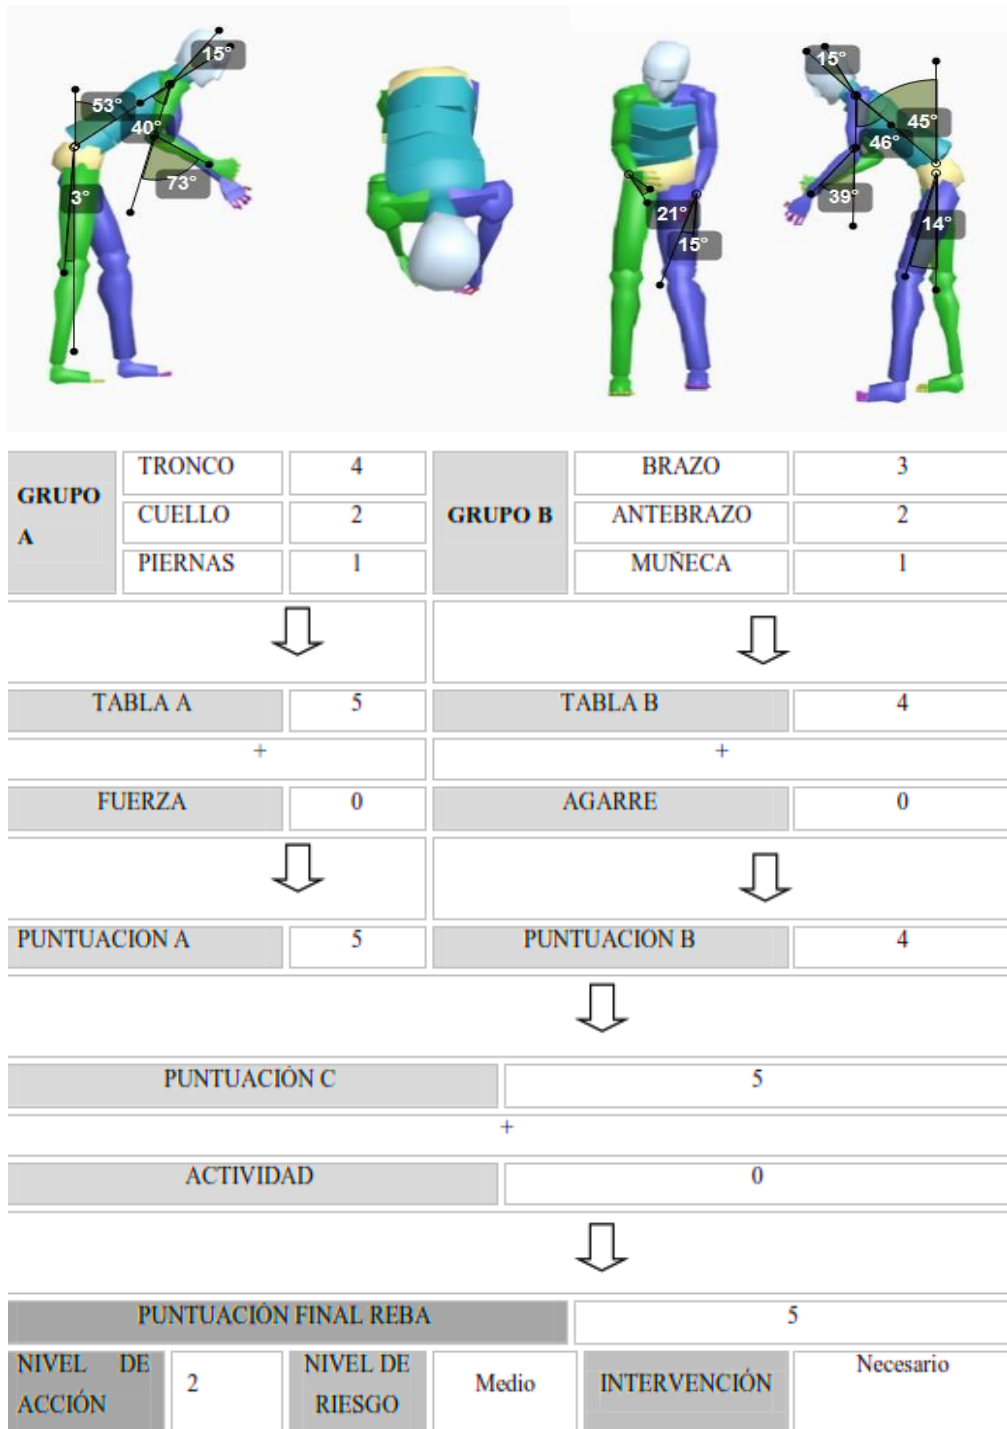 15°
53°
40°
73°
3°
21°
15°
15°
45°
46°
39°
14°
GRUPO A
TRONCO 4
CUELLO 2
PIERNAS 1
GRUPO B
BRAZO 3
ANTEBRAZO 2
MUÑECA 1
TABLA A 5
TABLA B 4
+ +
FUERZA 0
AGARRE 0
PUNTUACION A 5
PUNTUACION B 4
PUNTUACIÓN C 5
+
ACTIVIDAD 0
PUNTUACIÓN FINAL REBA 5
NIVEL DE ACCIÓN 2
NIVEL DE RIESGO Medio
INTERVENCIÓN Necesario